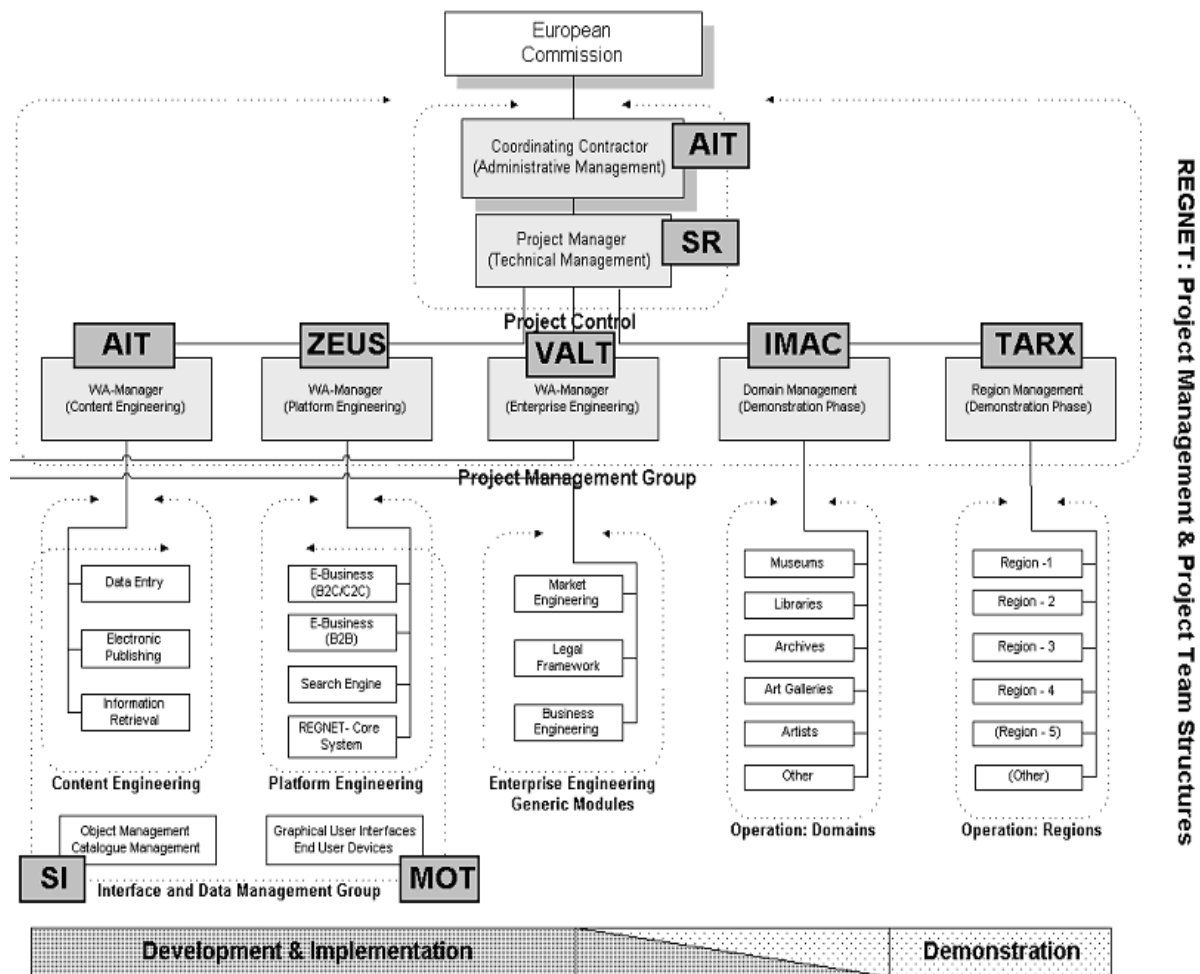 European
Commission
Coordinating Contractor
(Administrative Management)
AIT
Project Manager
(Technical Management)
SR
Project Control
AIT
WA-Manager
(Content Engineering)
ZEUS
WA-Manager
(Platform Engineering)
VALT
WA-Manager
(Enterprise Engineering)
IMAC
Domain Management
(Demonstration Phase)
TARX
Region Management
(Demonstration Phase)
Project Management Group
Data Entry
Electronic
Publishing
Information
Retrieval
Content Engineering
E-Business
(B2C/C2C)
E-Business
(B2B)
Search Engine
REGNET- Core
System
Platform Engineering
Market
Engineering
Legal
Framework
Business
Engineering
Enterprise Engineering
Generic Modules
Museums
Libraries
Archives
Art Galleries
Artists
Other
Operation: Domains
Region -1
Region - 2
Region - 3
Region - 4
(Region - 5)
(Other)
Operation: Regions
Object Management
Catalogue Management
SI
Graphical User Interfaces
End User Devices
MOT
Interface and Data Management Group
Development & Implementation
Demonstration
REGNET: Project Management & Project Team Structures